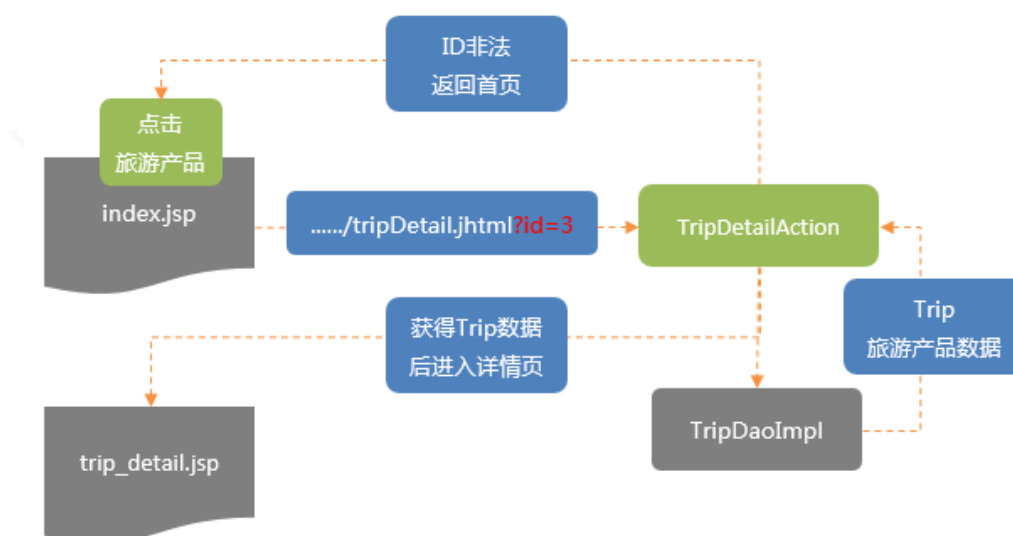 ID非法
返回首页
点击
旅游产品
index.jsp
....../tripDetail.jhtml?id=3
TripDetailAction
获得Trip数据
后进入详情页
Trip
旅游产品数据
TripDaoImpl
trip_detail.jsp